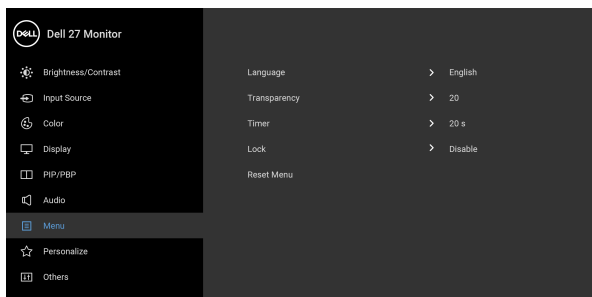 DELL Dell 27 Monitor
Brightness/Contrast
Language > English
Input Source
Transparency > 20
Color
Timer > 20 s
Display
Lock > Disable
PIP/PBP
Reset Menu
Audio
Menu
Personalize
Others